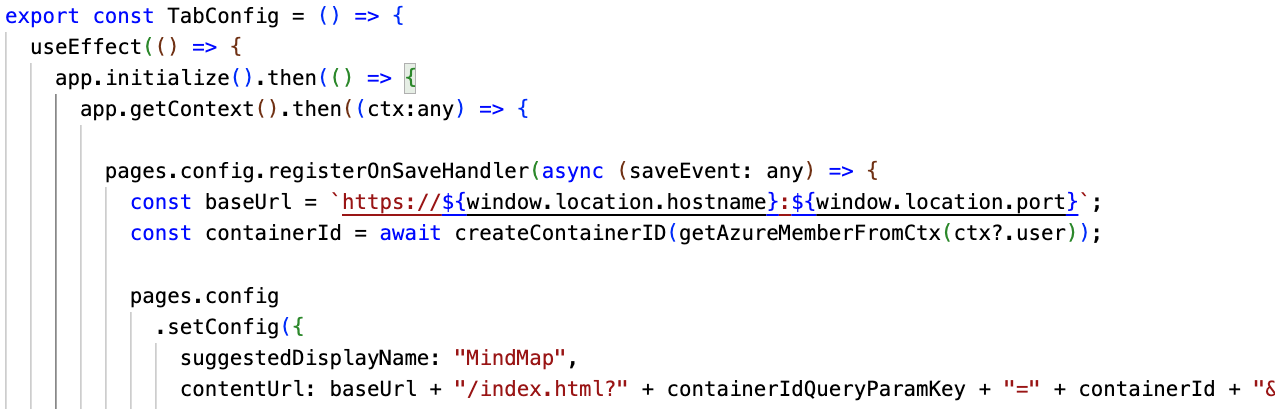 export const TabConfig = () => {
useEffect(() => {
app.initialize().then(() => {
app.getContext().then((ctx:any) => {
pages.config.registerOnSaveHandler(async (saveEvent: any) => {
const baseUrl = `https://${window.location.hostname}:${window.location.port}`;
const containerId = await createContainerID(getAzureMemberFromCtx(ctx?.user));
pages.config
.setConfig({
suggestedDisplayName: "MindMap",
contentUrl: baseUrl + "/index.html?" + containerIdQueryParamKey + "=" + containerId + "&